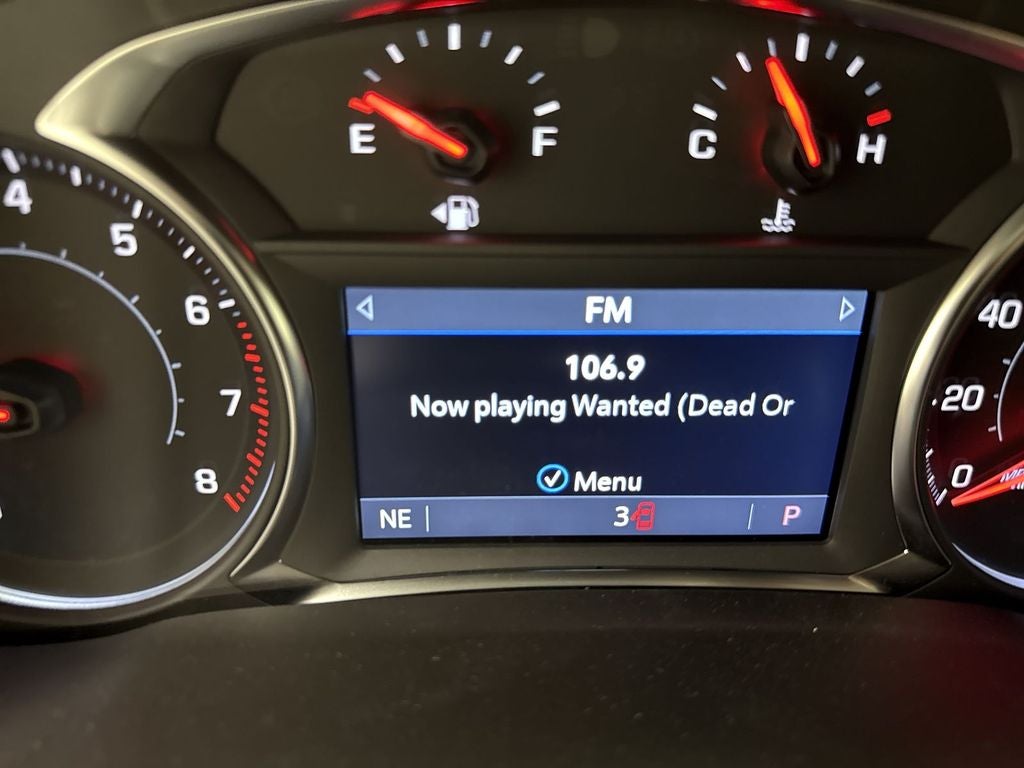 E F
C H
4
5
6
7
8
FM
106.9
Now playing Wanted (Dead Or
Menu
NE 3 P
40
20
0